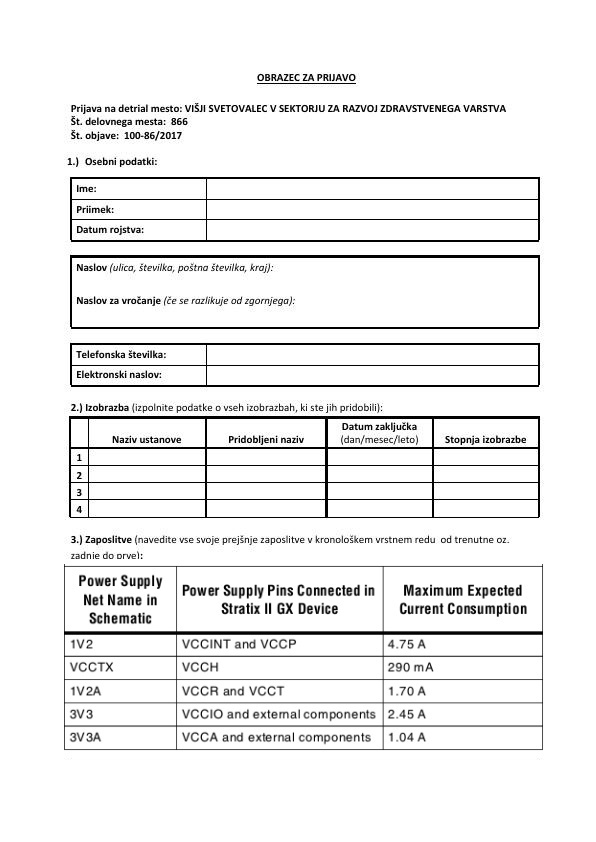 OBRAZEC ZA PRIJAVO
Prijava na detrial mesto: VIŠJI SVETOVALEC V SEKTORJU ZA RAZVOJ ZDRAVSTVENEGA VARSTVA
Št. delovnega mesta: 866
Št. objave: 100-86/2017
1.) Osebni podatki:
Ime:
Priimek:
Datum rojstva:
Naslov (ulica, številka, poštna številka, kraj):
Naslov za vročanje (če se razlikuje od zgornjega):
Telefonska številka:
Elektronski naslov:
2.) Izobrazba (izpolnite podatke o vseh izobrazbah, ki ste jih pridobili):
Naziv ustanove Pridobljeni naziv Datum zaključka (dan/mesec/leto) Stopnja izobrazbe
1
2
3
4
3.) Zaposlitve (navedite vse svoje prejšnje zaposlitve v kronološkem vrstnem redu od trenutne oz.
zadnje do prve):
Power Supply Net Name in Schematic Power Supply Pins Connected in Stratix II GX Device Maximum Expected Current Consumption
1V2 VCCINT and VCCP 4.75 A
VCCTX VCCH 290 mA
1V2A VCCR and VCCT 1.70 A
3V3 VCCIO and external components 2.45 A
3V3A VCCA and external components 1.04 A